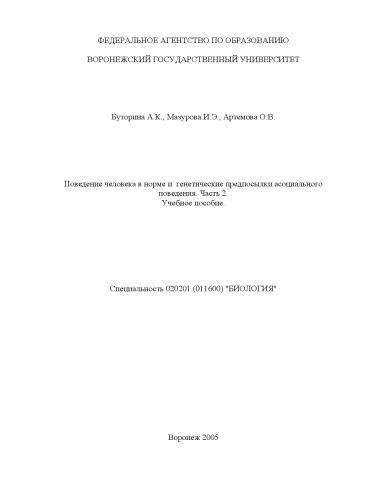 ФЕДЕРАЛЬНОЕ АГЕНТСТВО ПО ОБРАЗОВАНИЮ
ВОРОНЕЖСКИЙ ГОСУДАРСТВЕННЫЙ УНИВЕРСИТЕТ
Буторина А.К., Мазурова И.Э., Артемова О.В.
Поведение человека в норме и генетические предпосылки асоциального
поведения. Часть 2.
Учебное пособие.
Специальность 020201 (011600) "БИОЛОГИЯ"
Воронеж 2005